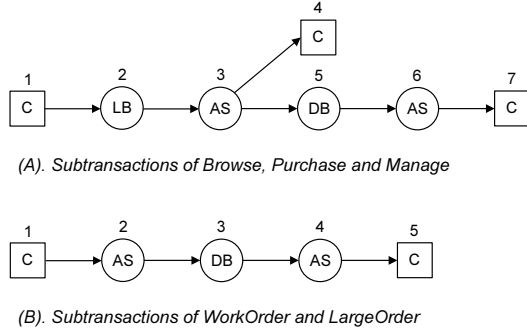 4
C
1 2 3 5 6 7
C LB AS DB AS C
(A). Subtransactions of Browse, Purchase and Manage
1 2 3 4 5
C AS DB AS C
(B). Subtransactions of WorkOrder and LargeOrder